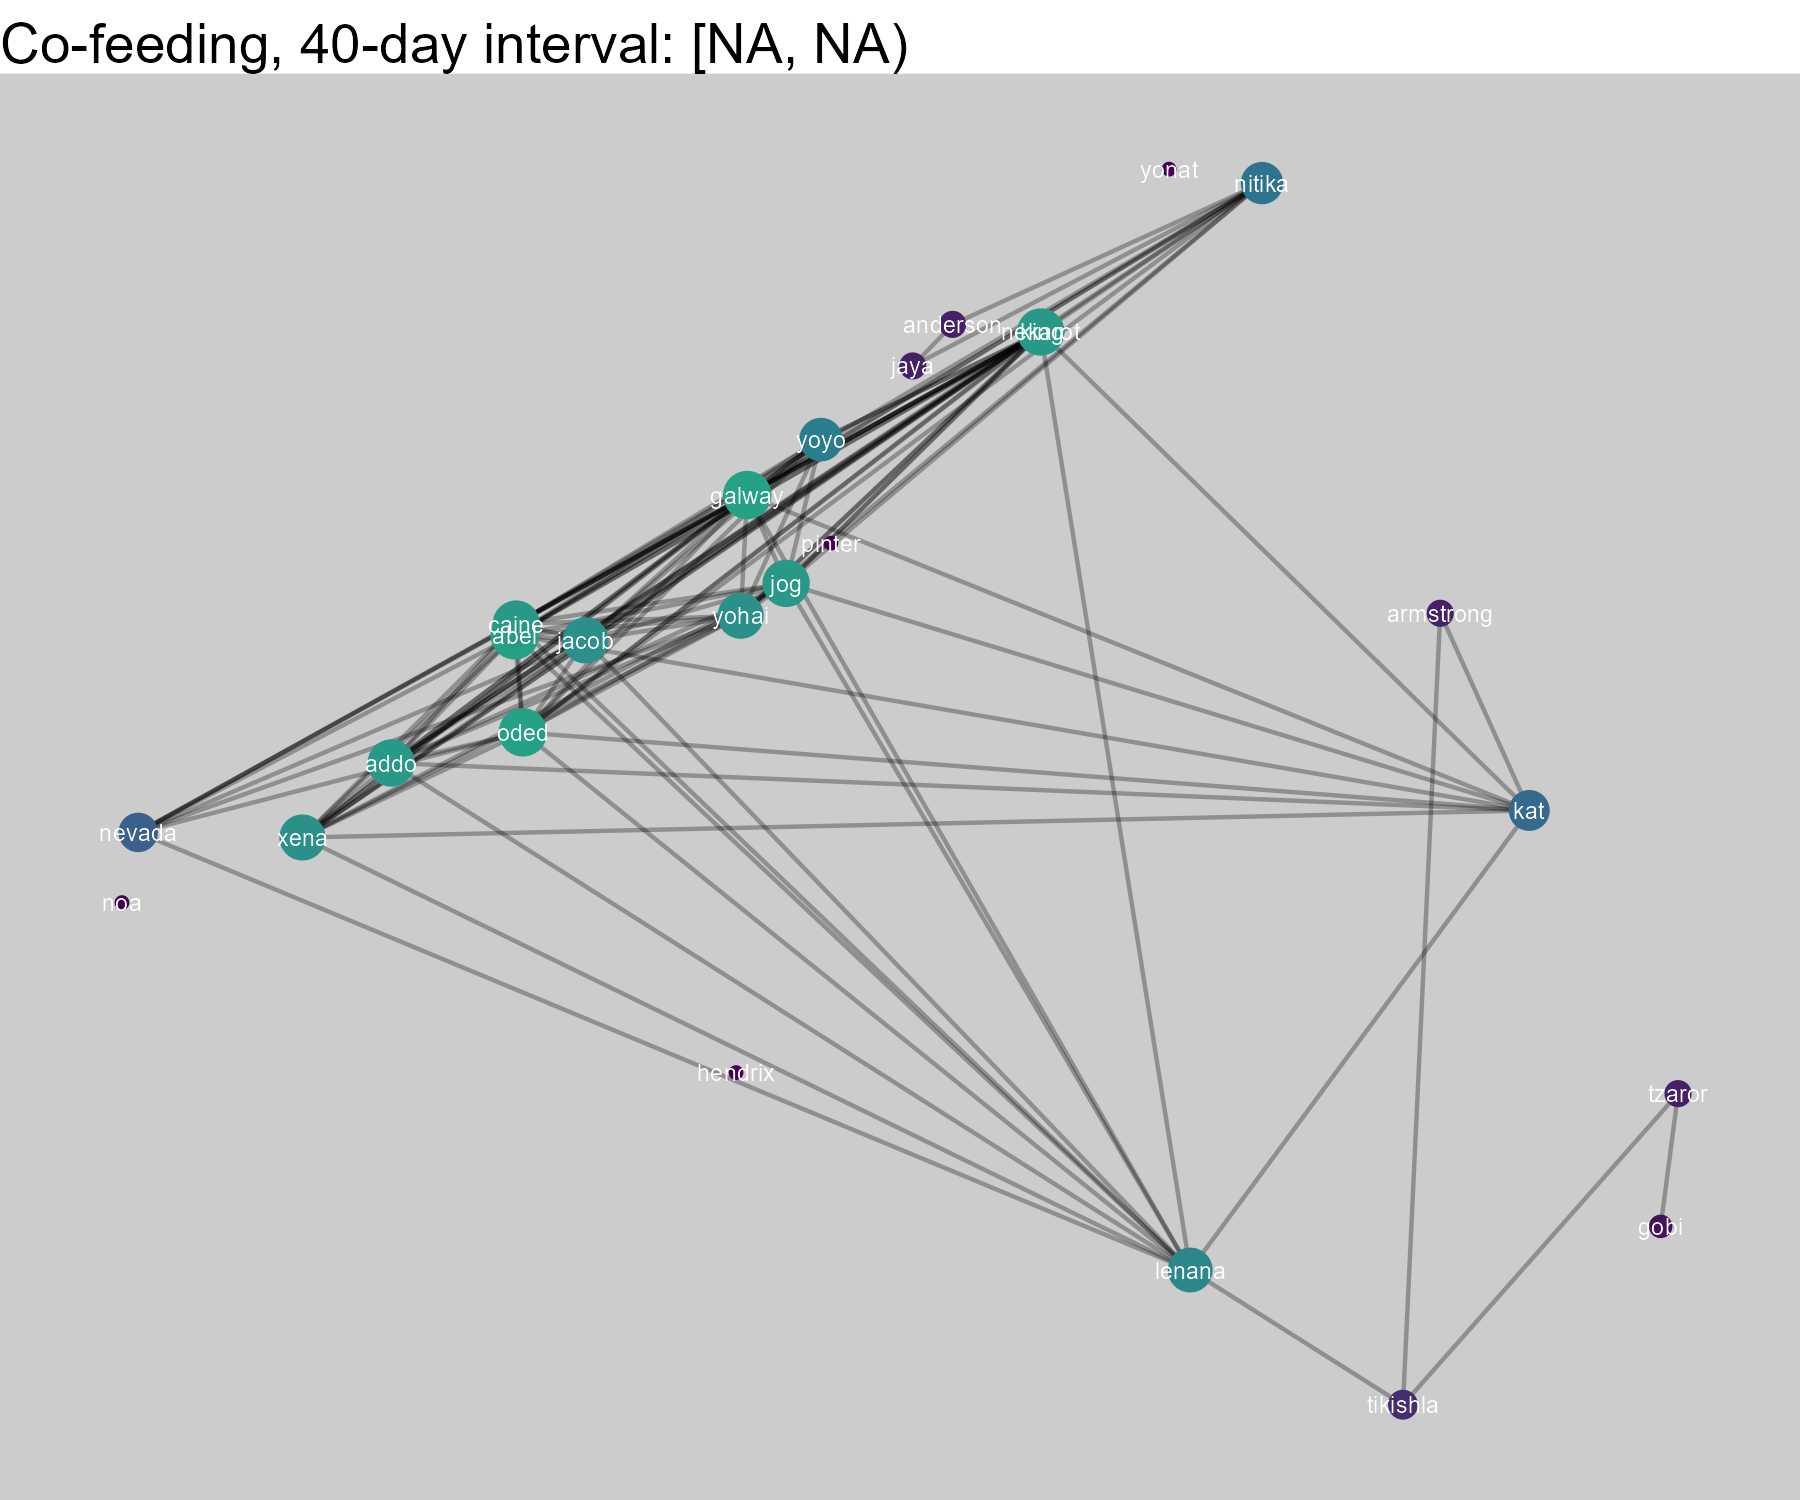 Co-feeding, 40-day interval: [NA, NA)
yonat
nitika
anderson
jaya
yoyo
galway
pinter
jog
yohai
caine
abel
jacob
armstrong
oded
addo
kat
nevada
xena
noa
hendrix
tzaror
gobi
lenana
tikishla